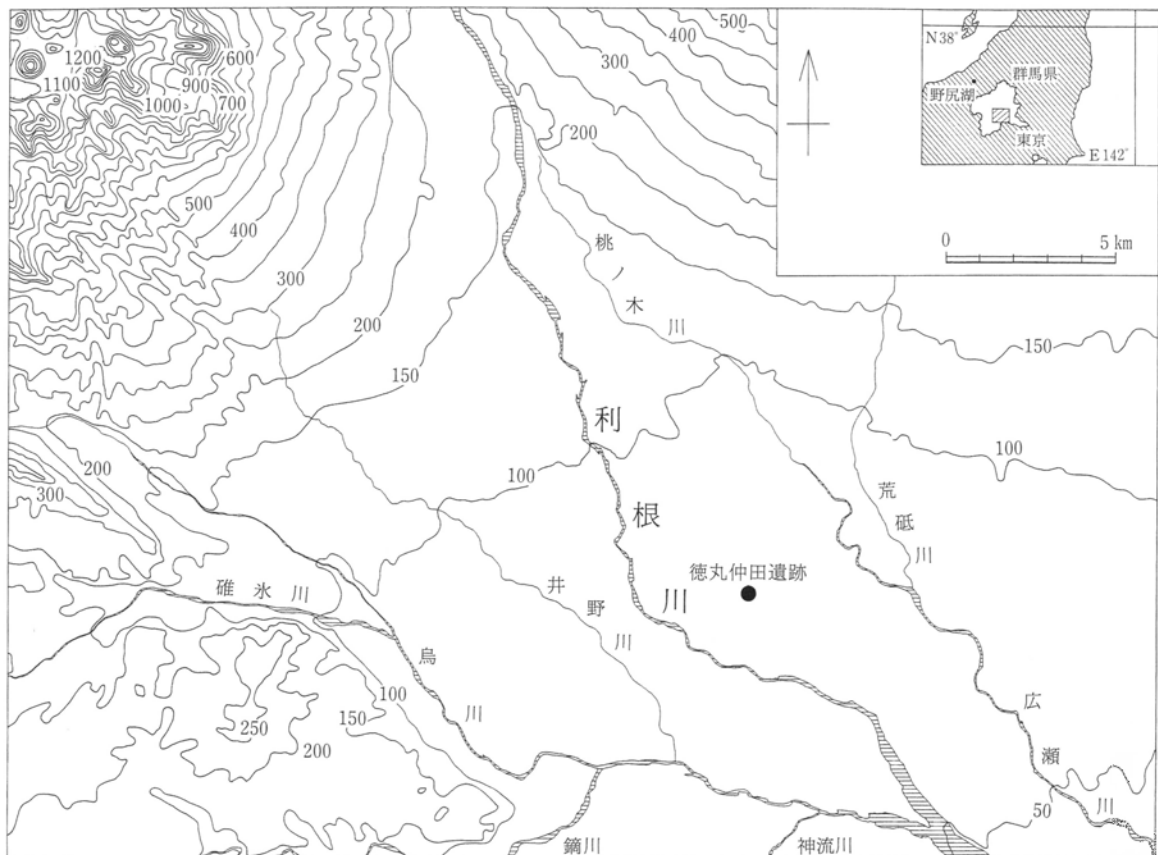 1200
1100
1000
900
700
600
500
400
300
200
150
500
400
300
200
N38°
群馬県
野尻湖
東京
E142°
0 5 km
桃ノ木川
150
100
200
300
100
利根川
荒砥川
徳丸仲田遺跡
碓氷川
井野川
烏川
100
150
250
200
広瀬川
50
鏑川
神流川